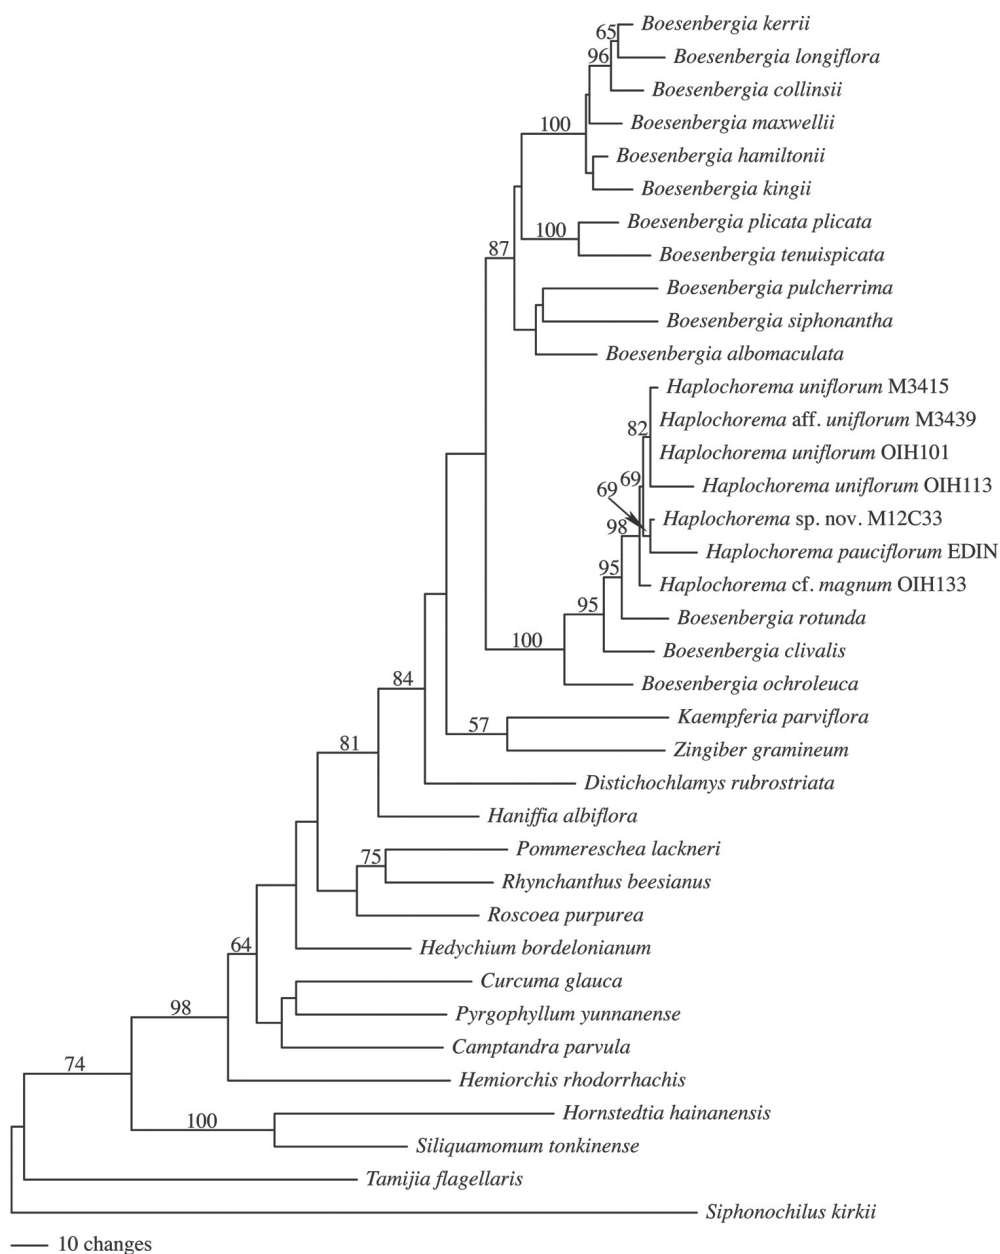 Boesenbergia kerrii
65
Boesenbergia longiflora
96
Boesenbergia collinsii
100
Boesenbergia maxwellii
Boesenbergia hamiltonii
Boesenbergia kingii
Boesenbergia plicata plicata
100
87
Boesenbergia tenuispicata
Boesenbergia pulcherrima
Boesenbergia siphonantha
Boesenbergia albomaculata
Haplochorema uniflorum M3415
Haplochorema aff. uniflorum M3439
82
Haplochorema uniflorum OIH101
69
69
Haplochorema uniflorum OIH113
Haplochorema sp. nov. M12C33
98
Haplochorema pauciflorum EDIN
95
Haplochorema cf. magnum OIH133
95
Boesenbergia rotunda
100
Boesenbergia clivalis
84
Boesenbergia ochroleuca
Kaempferia parviflora
57
81
Zingiber gramineum
Distichochlamys rubrostriata
Haniffia albiflora
Pommereschea lackneri
75
Rhynchanthus beesianus
Roscoea purpurea
64
Hedychium bordelonianum
Curcuma glauca
98
Pyrgophyllum yunnanense
Camptandra parvula
74
Hemiorchis rhodorrhachis
Hornstedtia hainanensis
100
Siliquamomum tonkinense
Tamijia flagellaris
Siphonochilus kirkii
10 changes